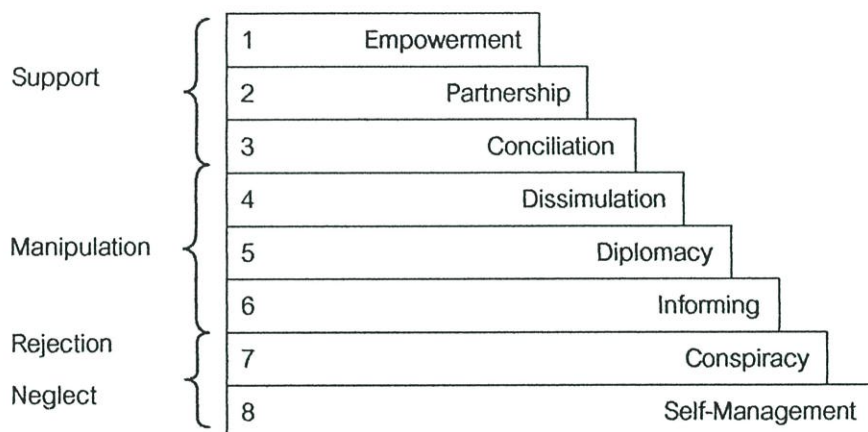 Support
1 Empowerment
2 Partnership
3 Conciliation
Manipulation
4 Dissimulation
5 Diplomacy
6 Informing
Rejection
7 Conspiracy
Neglect
8 Self-Management